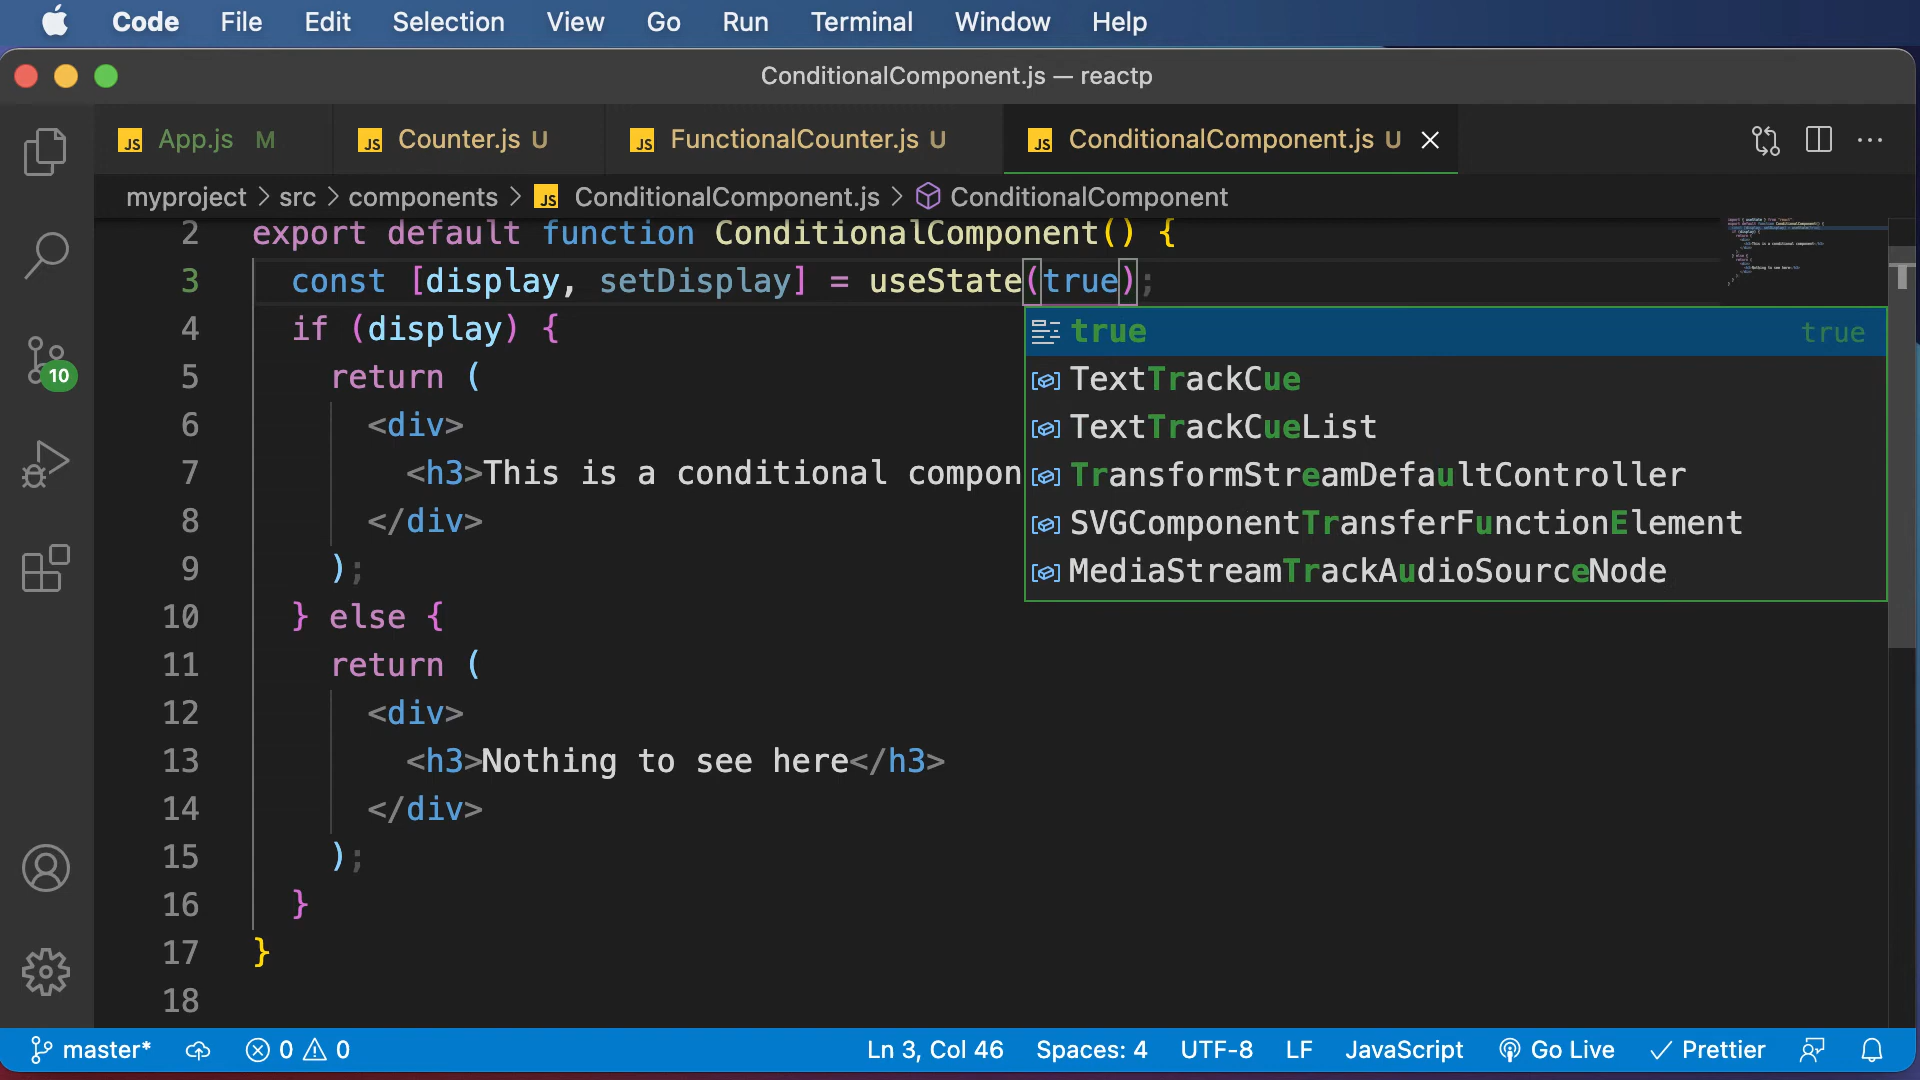 Code File Edit Selection View Go Run Terminal Window Help
ConditionalComponent.js — reactp
JS App.js M JS Counter.js U JS FunctionalCounter.js U JS ConditionalComponent.js U
myproject > src > components > JS ConditionalComponent.js > ConditionalComponent
2 export default function ConditionalComponent() {
3 const [display, setDisplay] = useState(true);
4 if (display) {
true true
5 return (
TextTrackCue
6 <div>
TextTrackCueList
7 <h3>This is a conditional compon
TransformStreamDefaultController
8 </div>
SVGComponentTransferFunctionElement
9 );
MediaStreamTrackAudioSourceNode
10 } else {
11 return (
12 <div>
13 <h3>Nothing to see here</h3>
14 </div>
15 );
16 }
17 }
18
10
master* 0 0 Ln 3, Col 46 Spaces: 4 UTF-8 LF JavaScript Go Live Prettier